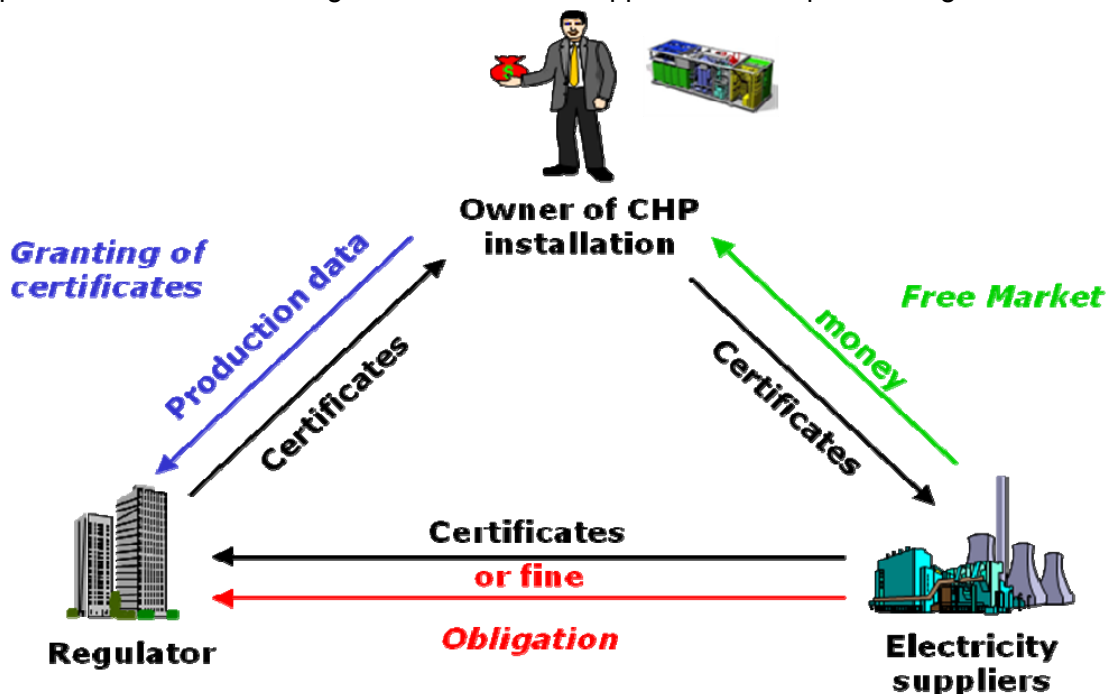 Owner of CHP
installation
Granting of
certificates
Production data
Certificates
Free Market
money
Certificates
Certificates
or fine
Obligation
Regulator
Electricity
suppliers